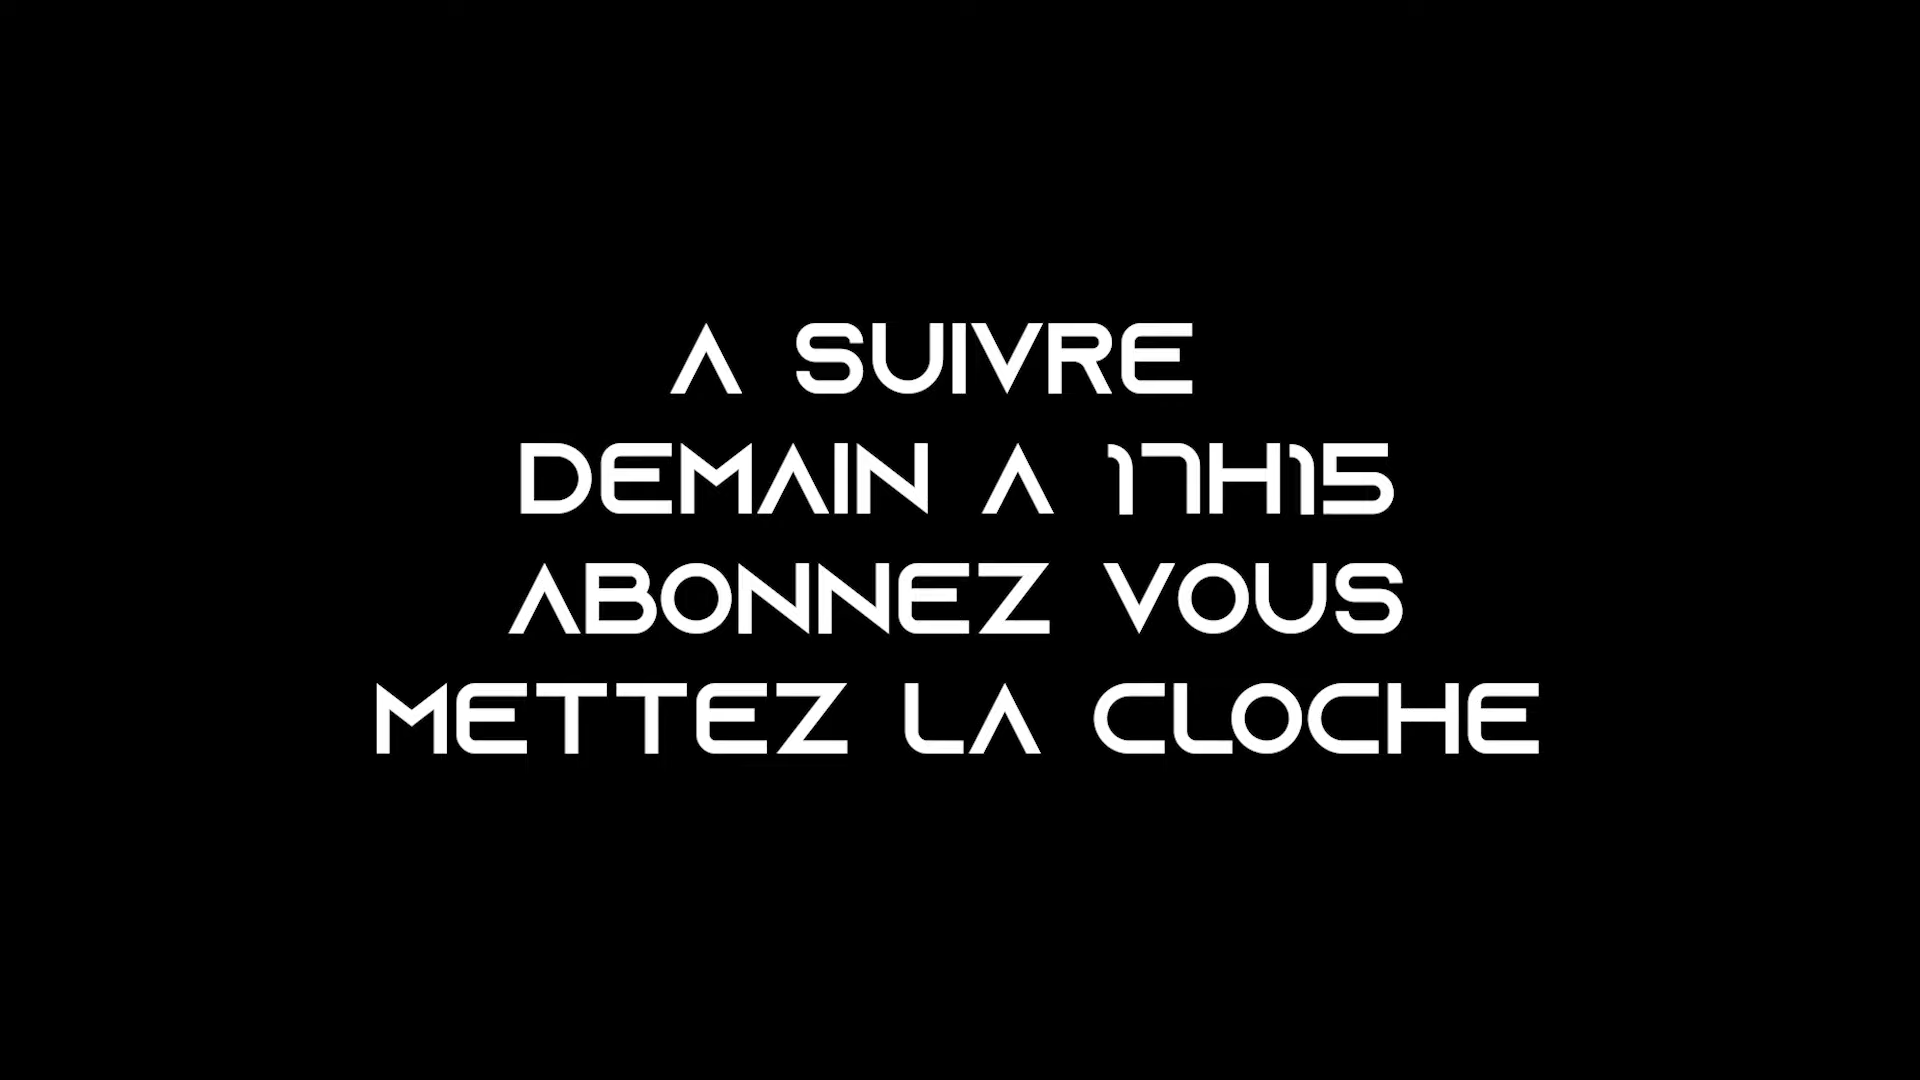 A SUIVRE
DEMAIN A 17H15
ABONNEZ VOUS
METTEZ LA CLOCHE